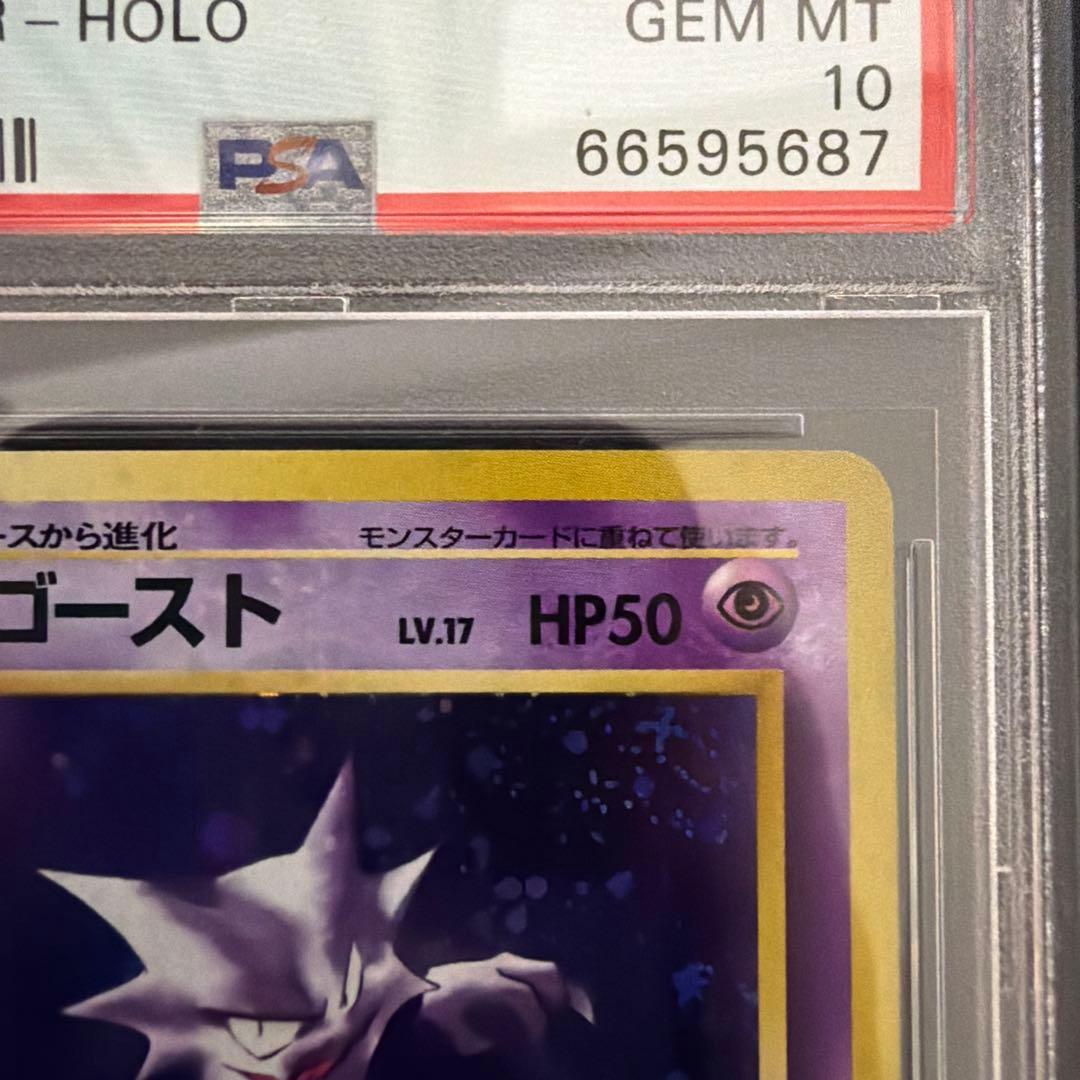 R - HOLO
GEM MT
10
PSA
66595687
ースから進化
モンスターカードに重ねて使います。
ゴースト
LV.17
HP50